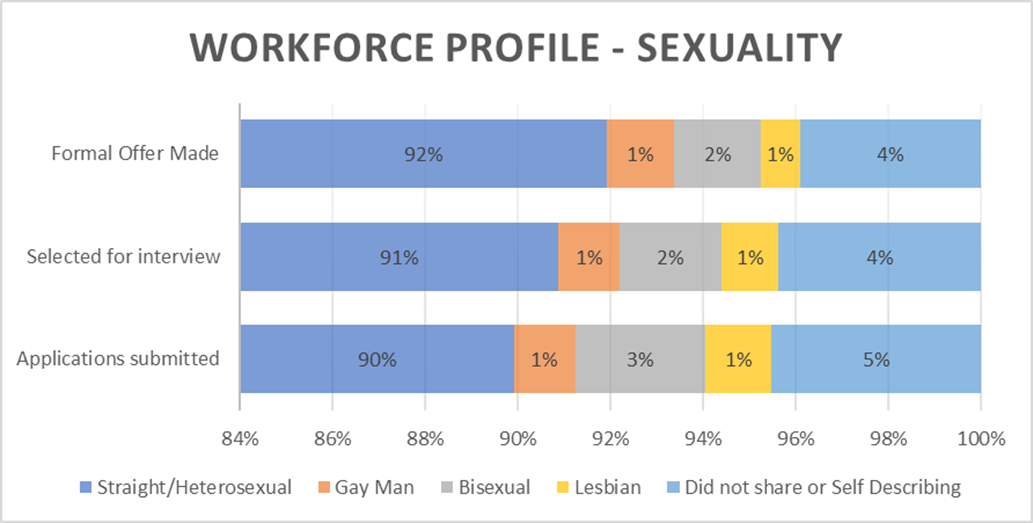 WORKFORCE PROFILE - SEXUALITY
Formal Offer Made 92% 1% 2% 1% 4%
Selected for interview 91% 1% 2% 1% 4%
Applications submitted 90% 1% 3% 1% 5%
84% 86% 88% 90% 92% 94% 96% 98% 100%
Straight/Heterosexual Gay Man Bisexual Lesbian Did not share or Self Describing